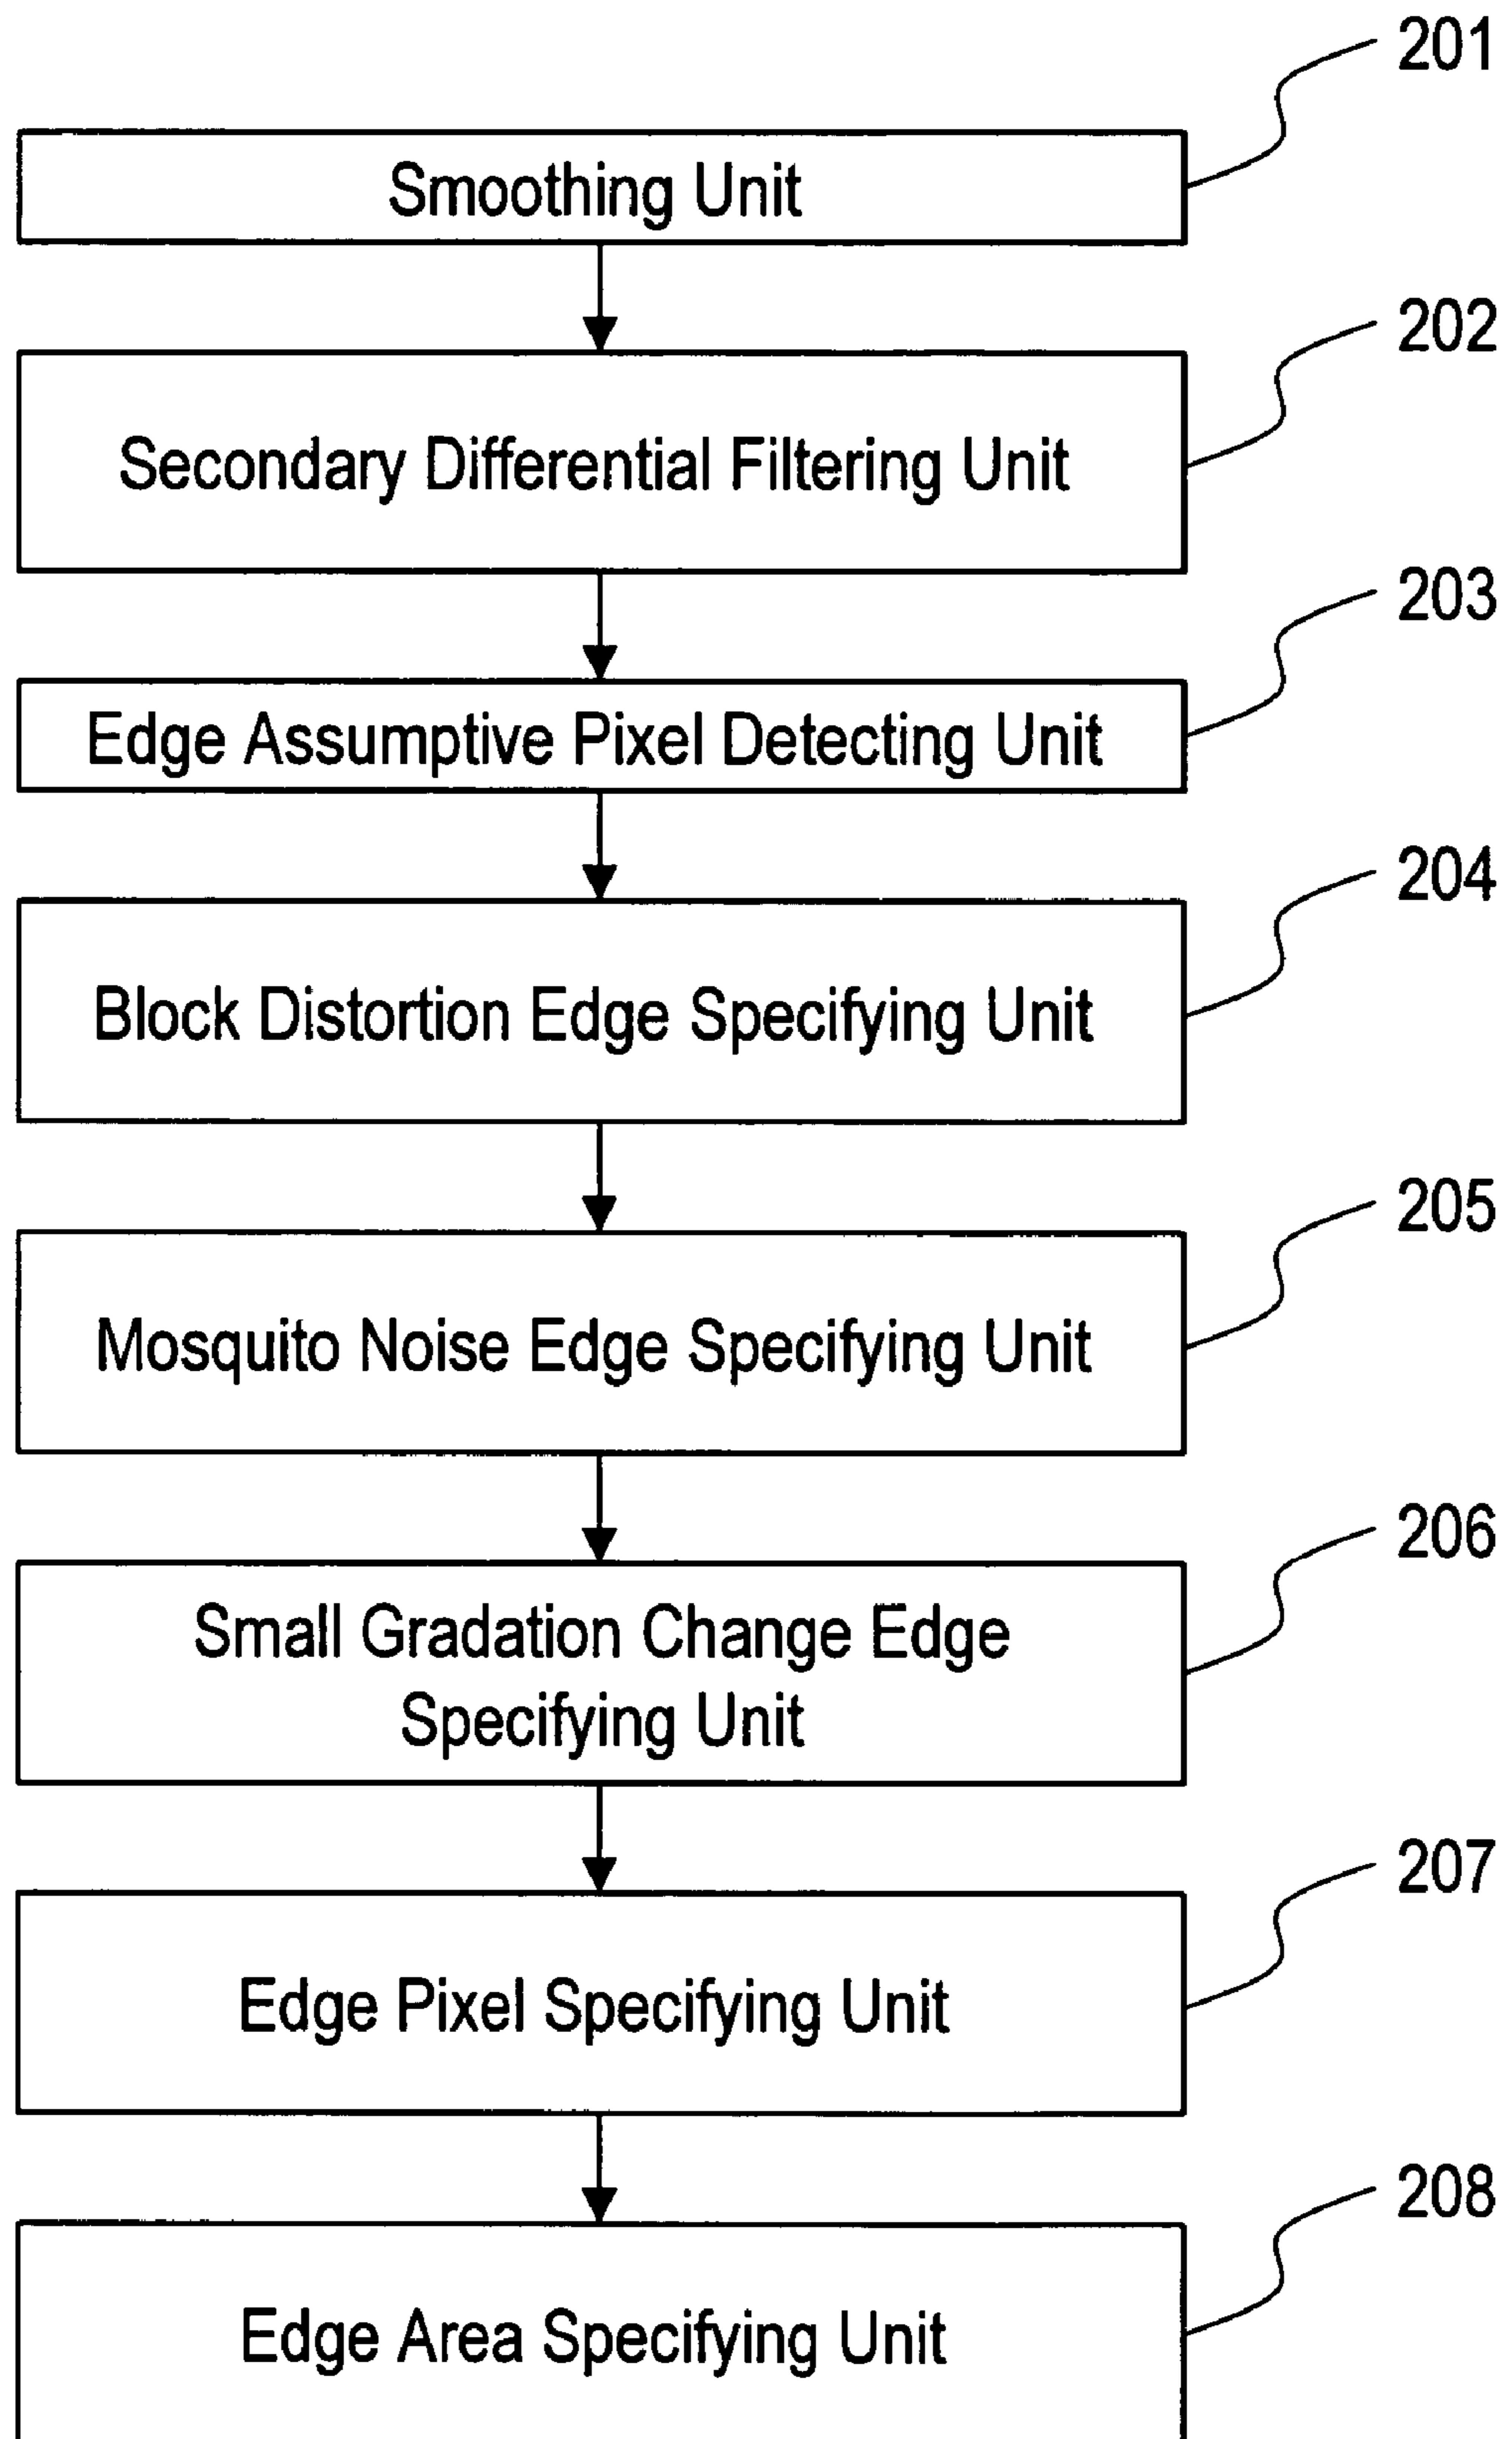 201
Smoothing Unit
202
Secondary Differential Filtering Unit
203
Edge Assumptive Pixel Detecting Unit
204
Block Distortion Edge Specifying Unit
205
Mosquito Noise Edge Specifying Unit
206
Small Gradation Change Edge
Specifying Unit
207
Edge Pixel Specifying Unit
208
Edge Area Specifying Unit